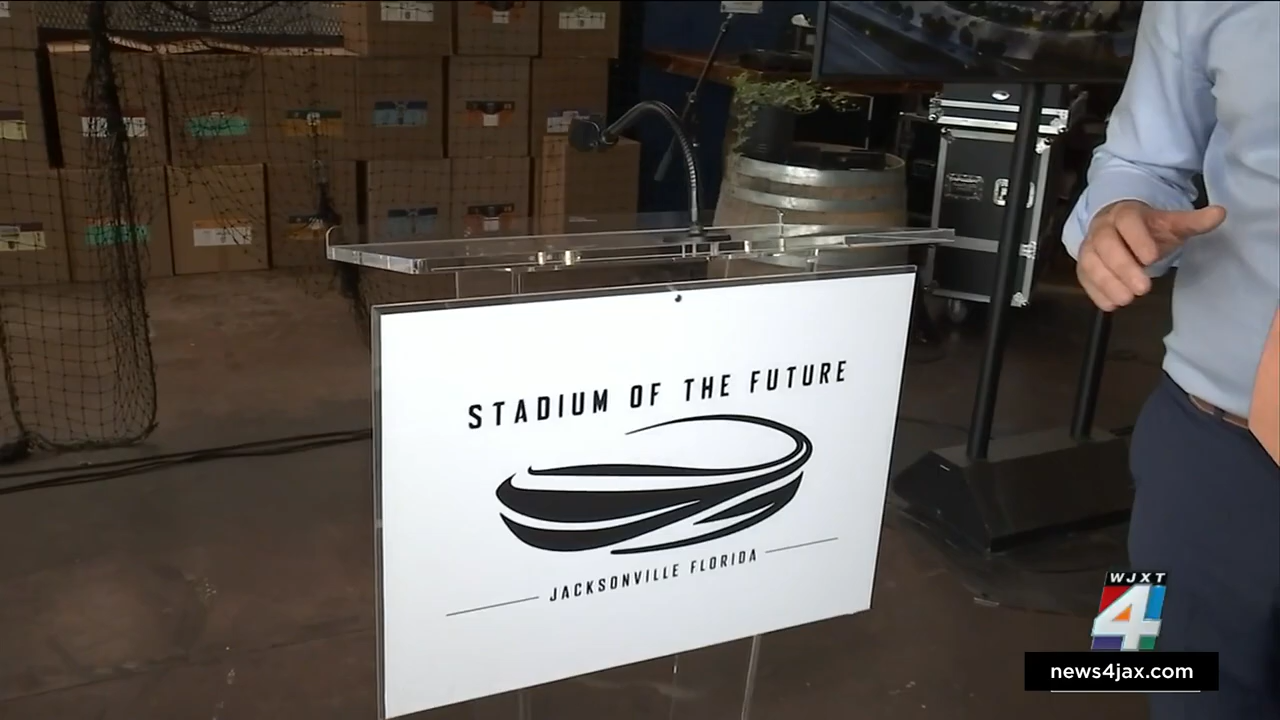 STADIUM OF THE FUTURE
JACKSONVILLE FLORIDA
WJXT
4
news4jax.com